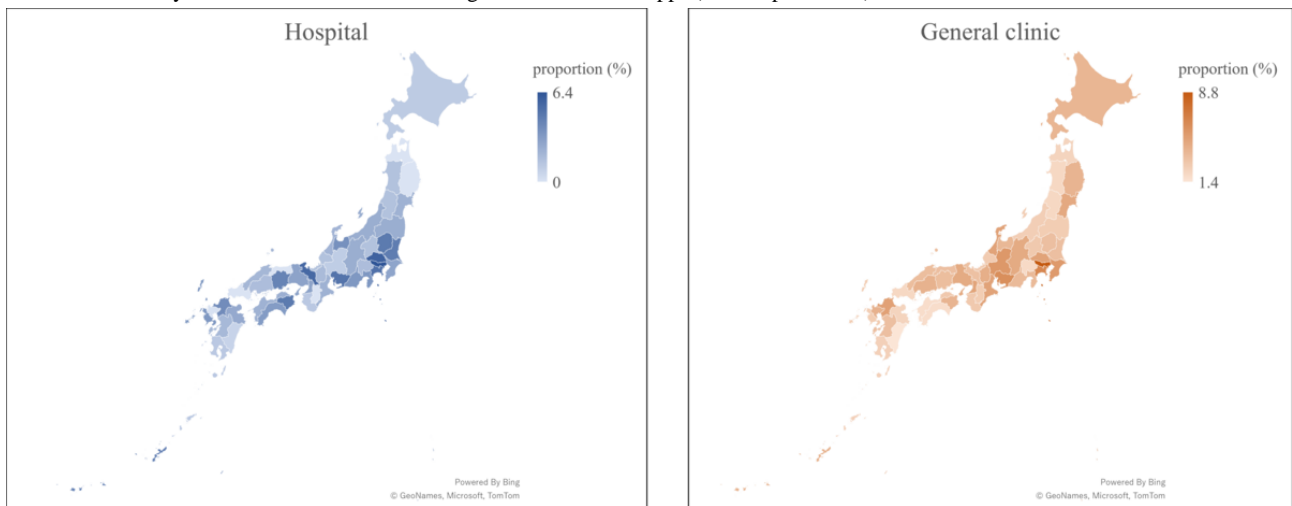 Hospital
proportion (%)
6.4
0
Powered By Bing
© GeoNames, Microsoft, TomTom
General clinic
proportion (%)
8.8
1.4
Powered By Bing
© GeoNames, Microsoft, TomTom